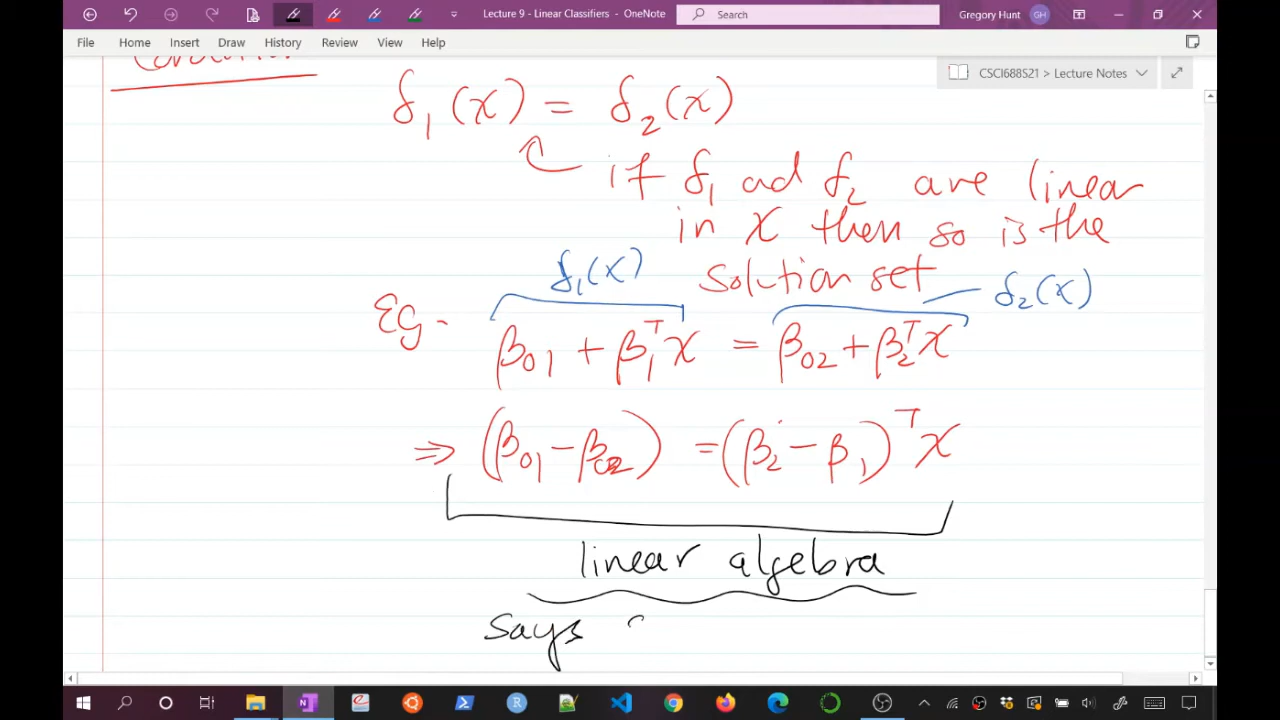 Lecture 9 - Linear Classifiers - OneNote
Search
Gregory Hunt GH
File Home Insert Draw History Review View Help
CSCI688S21 > Lecture Notes
δ₁(x) = δ₂(x)
if δ₁ ad δ₂ are linear
in x then so is the
solution set
δ₁(x) δ₂(x)
EG. β₀₁ + β₁ᵀx = β₀₂ + β₂ᵀx
⇒ (β₀₁ - β₀₂) = (β₂ - β₁)ᵀx
linear algebra
says